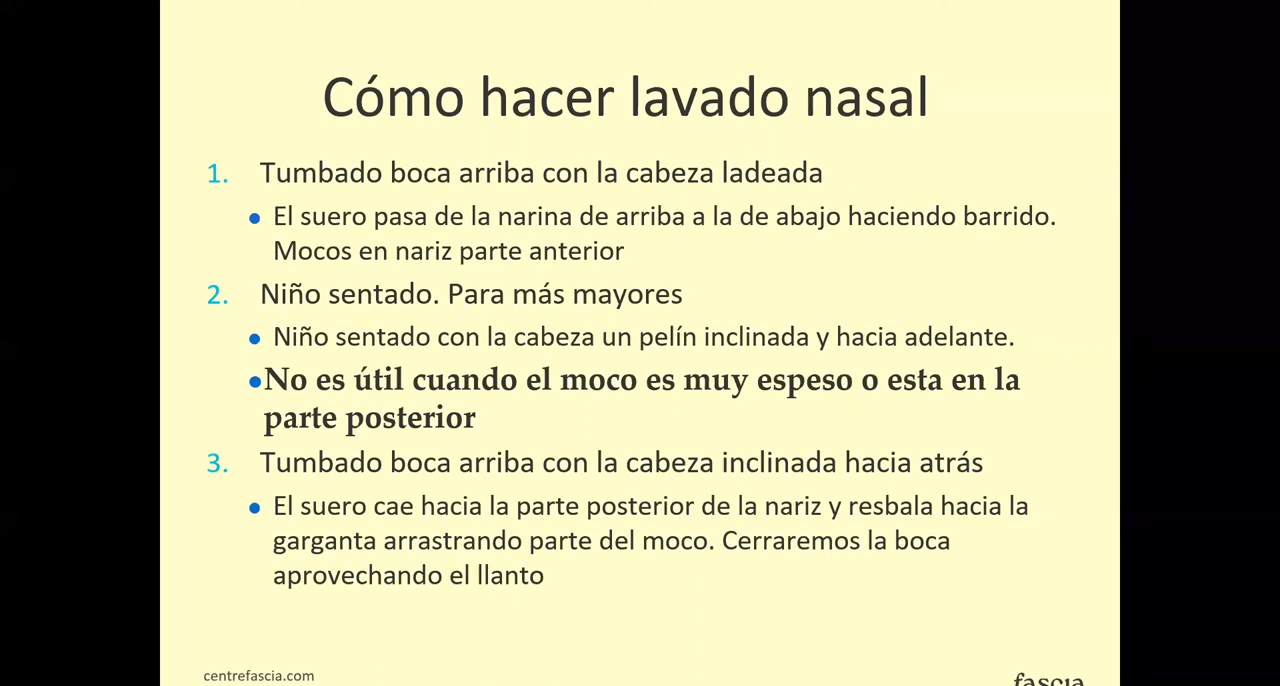 Cómo hacer lavado nasal
1. Tumbado boca arriba con la cabeza ladeada
● El suero pasa de la narina de arriba a la de abajo haciendo barrido.
Mocos en nariz parte anterior
2. Niño sentado. Para más mayores
● Niño sentado con la cabeza un pelín inclinada y hacia adelante.
●No es útil cuando el moco es muy espeso o esta en la
parte posterior
3. Tumbado boca arriba con la cabeza inclinada hacia atrás
● El suero cae hacia la parte posterior de la nariz y resbala hacia la
garganta arrastrando parte del moco. Cerraremos la boca
aprovechando el llanto
centrefascia.com
fascia